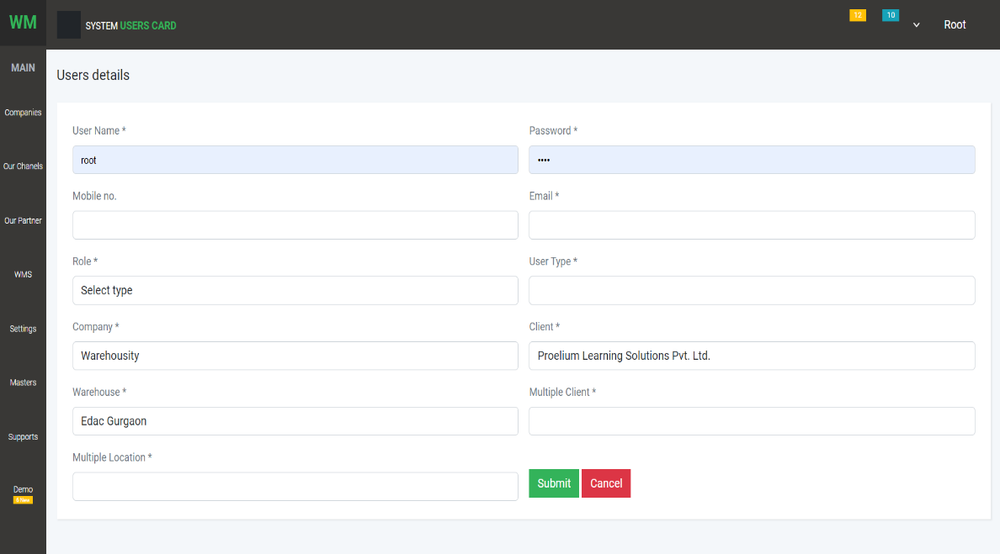 WM
SYSTEM USERS CARD
12
10
Root
MAIN
Companies
Our Chanels
Our Partner
WMS
Settings
Masters
Supports
Demo
6 New
Users details
User Name *
Password *
root
••••
Mobile no.
Email *
Role *
User Type *
Select type
Company *
Client *
Warehousity
Proelium Learning Solutions Pvt. Ltd.
Warehouse *
Multiple Client *
Edac Gurgaon
Multiple Location *
Submit
Cancel